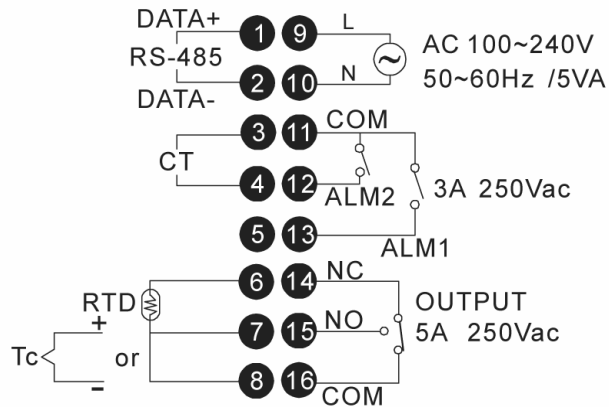 DATA+ 1 9 L
RS-485 AC 100~240V
DATA- 2 10 N 50~60Hz /5VA
3 11 COM
CT
4 12 ALM2 3A 250Vac
5 13 ALM1
6 14 NC
RTD OUTPUT
+ 7 15 NO 5A 250Vac
Tc or
– 8 16 COM